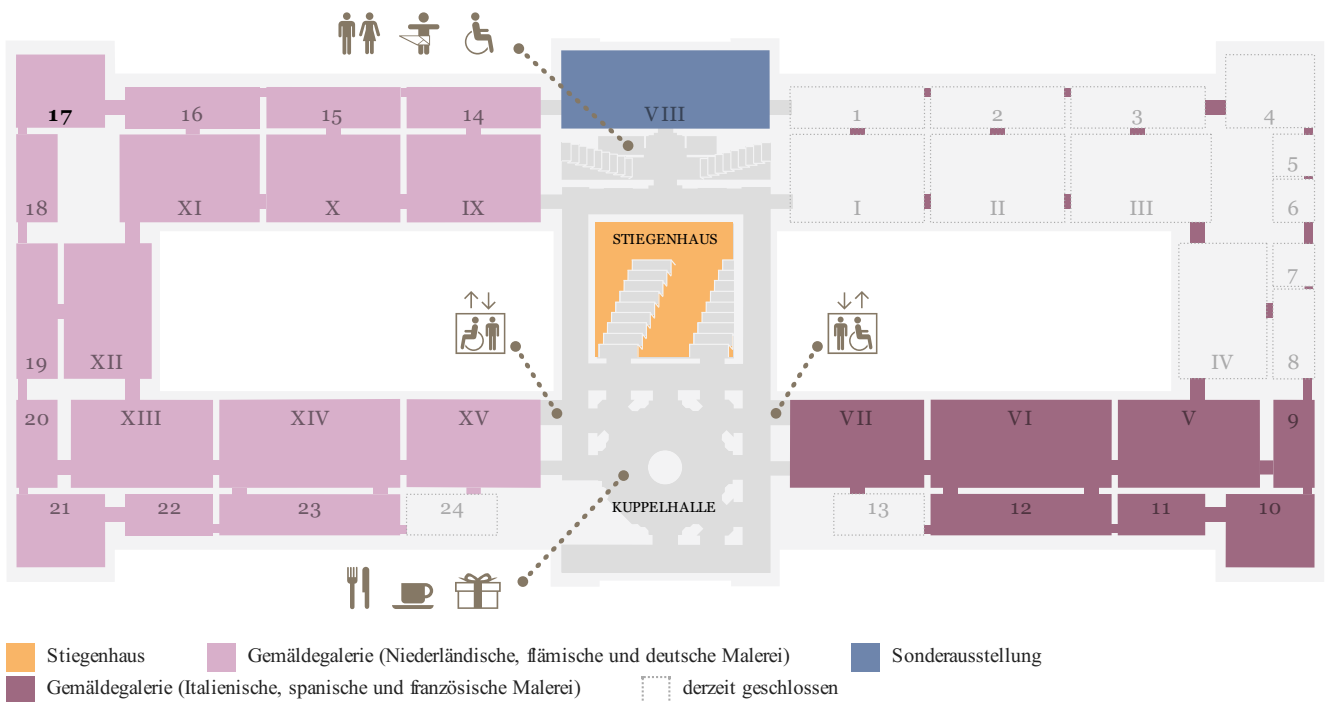 17 16 15 14 VIII 1 2 3 4
5
18 XI X IX I II III 6
STIEGENHAUS
7
19 XII IV 8
20 XIII XIV XV VII VI V 9
21 22 23 24 KUPPELHALLE 13 12 11 10
Stiegenhaus Gemäldegalerie (Niederländische, flämische und deutsche Malerei) Sonderausstellung
Gemäldegalerie (Italienische, spanische und französische Malerei) derzeit geschlossen